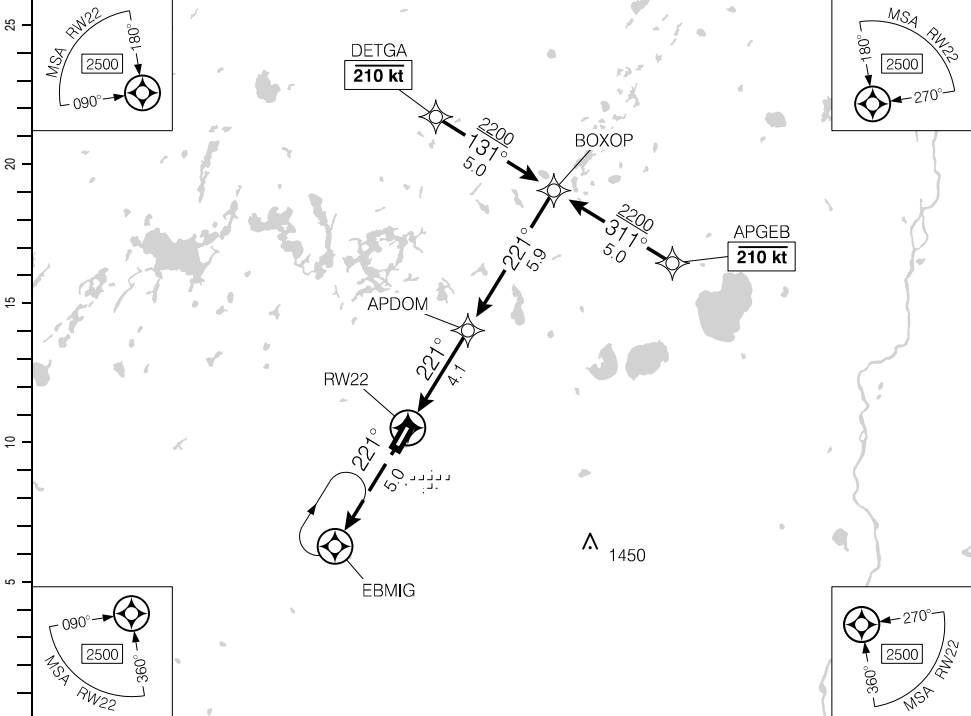 25
20
15
10
5
MSA RW22
180°
2500
090°
MSA RW22
180°
2500
270°
DETGA
210 kt
2200
131°
5.0
BOXOP
2200
311°
5.0
APGEB
210 kt
221°
5.9
APDOM
221°
4.1
RW22
221°
5.0
EBMIG
1450
090°
2500
360°
MSA RW22
270°
2500
360°
MSA RW22